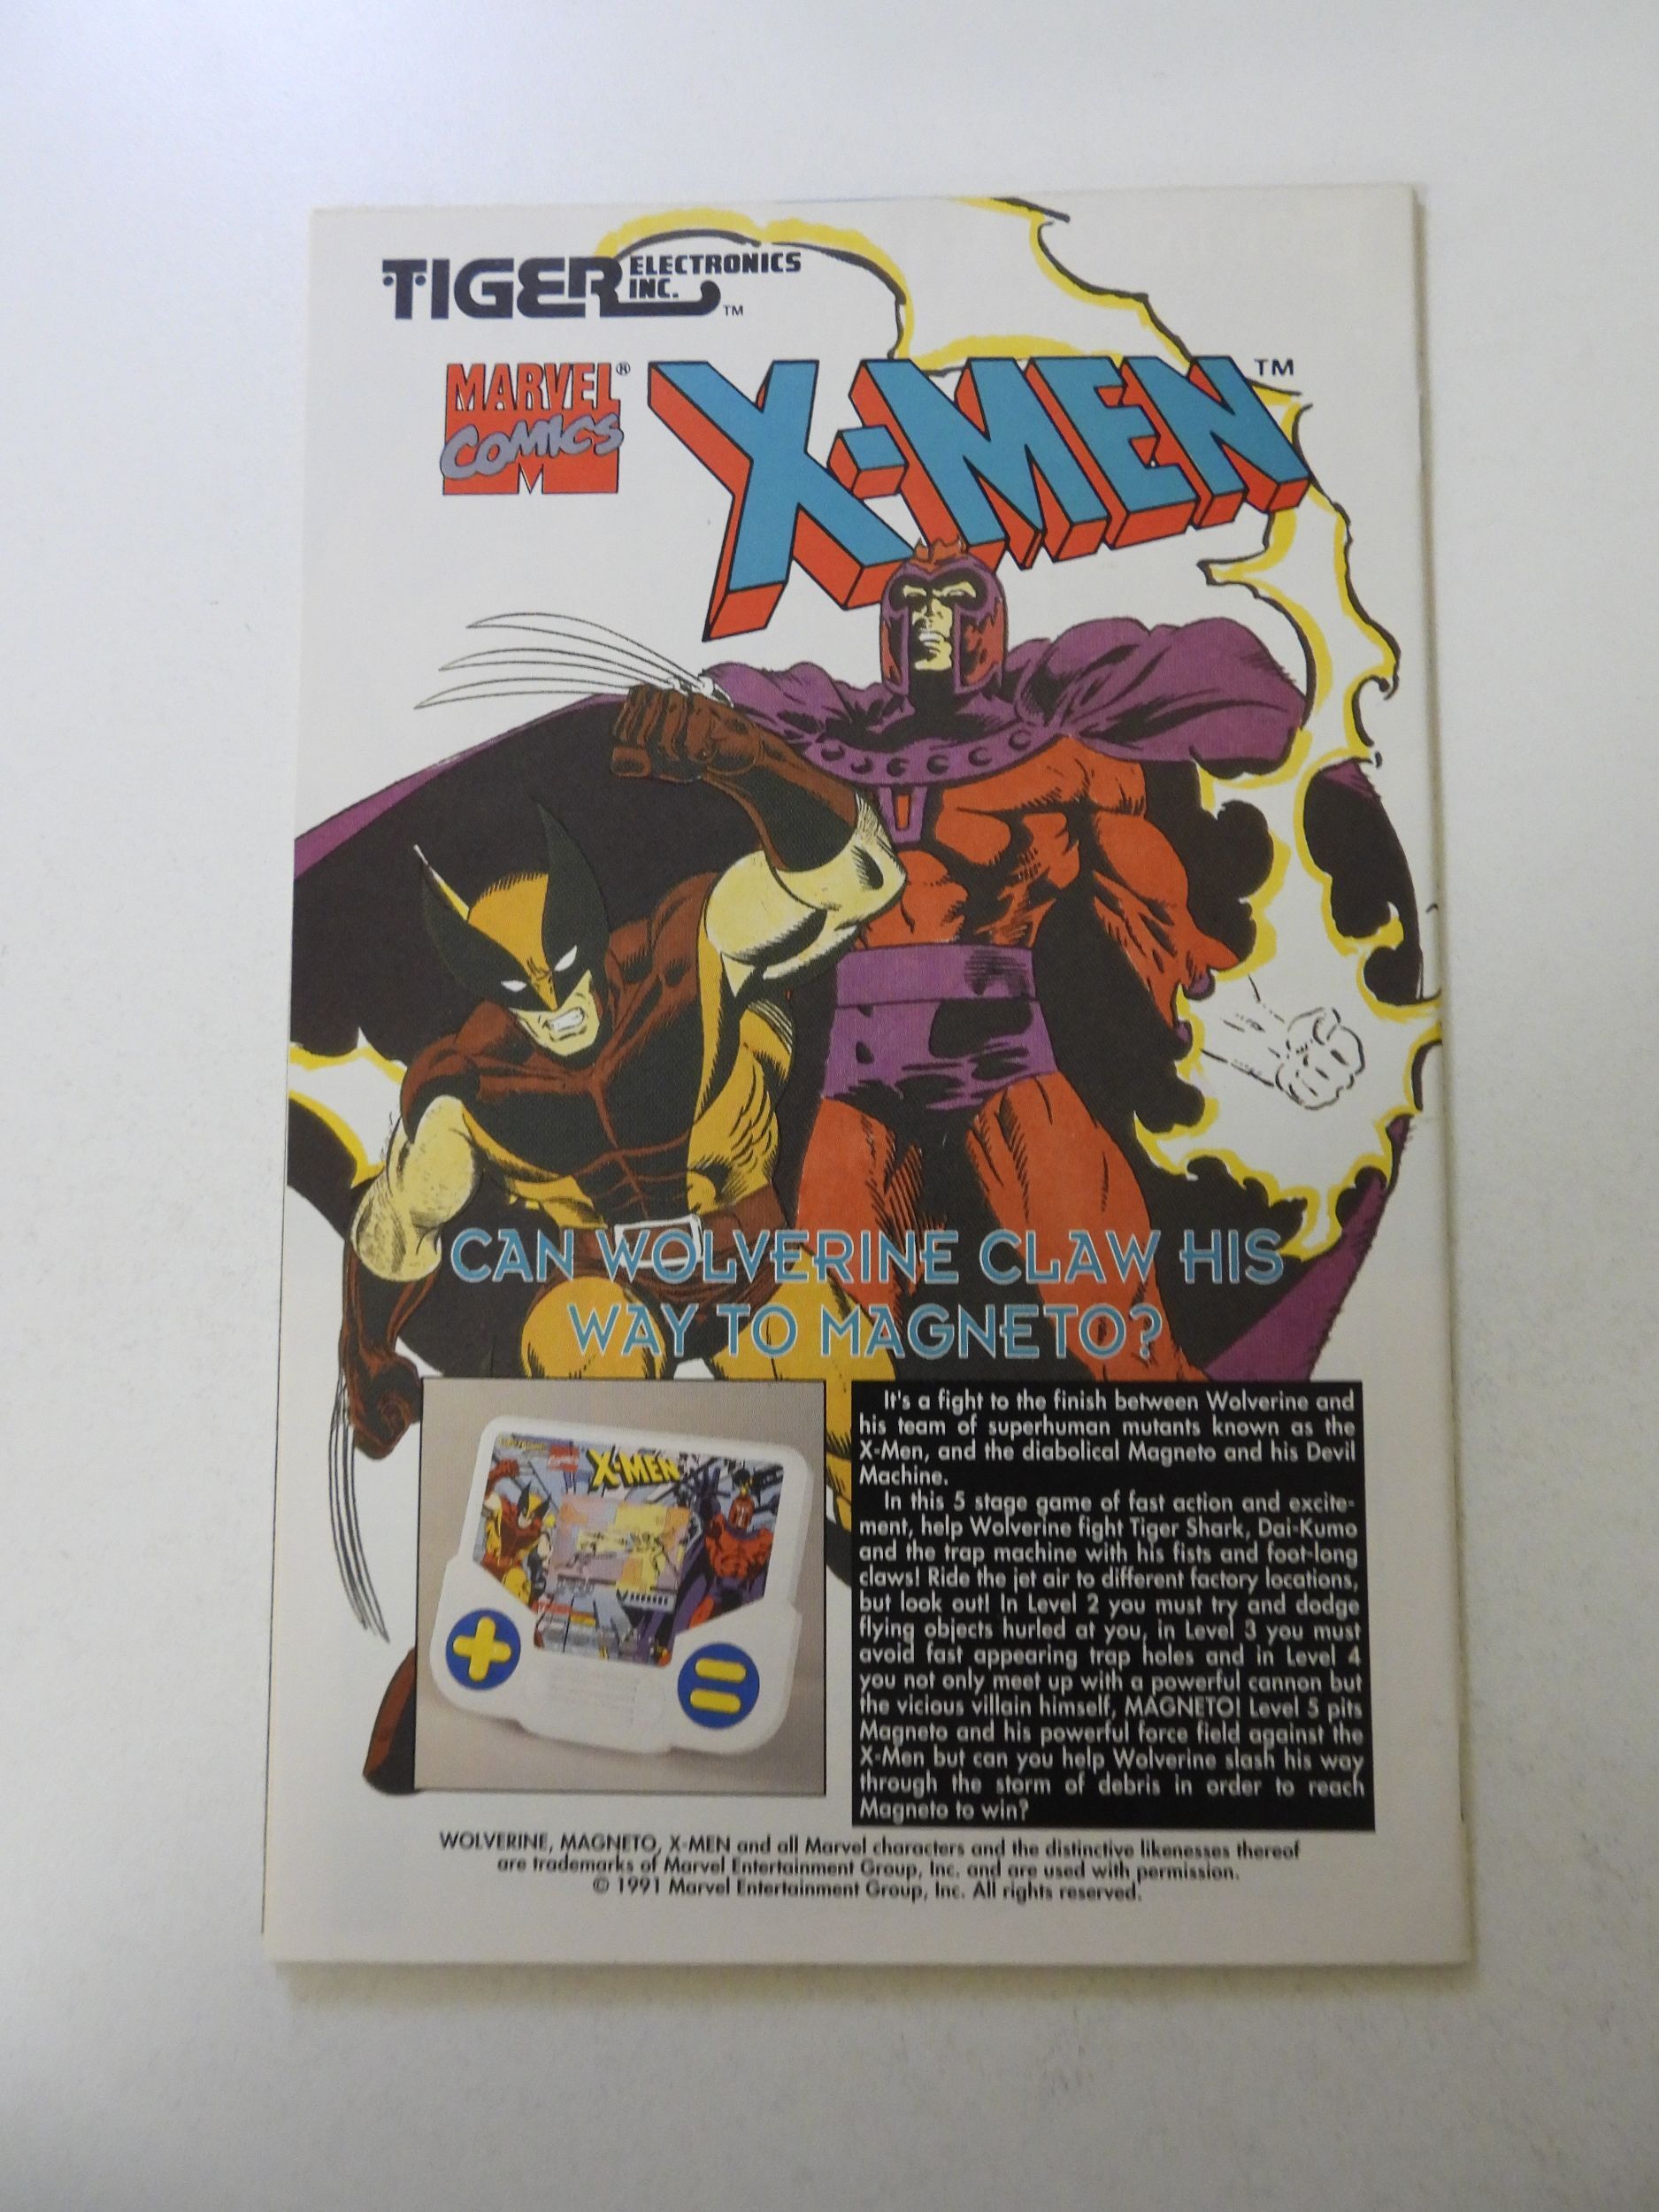 TIGER ELECTRONICS INC.™
MARVEL® COMICS
X-MEN™
CAN WOLVERINE CLAW HIS
WAY TO MAGNETO?
X-MEN
It's a fight to the finish between Wolverine and
his team of superhuman mutants known as the
X-Men, and the diabolical Magneto and his Devil
Machine.
In this 5 stage game of fast action and excite-
ment, help Wolverine fight Tiger Shark, Dai-Kumo
and the trap machine with his fists and foot-long
claws! Ride the jet air to different factory locations,
but look out! In Level 2 you must try and dodge
flying objects hurled at you, in Level 3 you must
avoid fast appearing trap holes and in Level 4
you not only meet up with a powerful cannon but
the vicious villain himself, MAGNETO! Level 5 pits
Magneto and his powerful force field against the
X-Men but can you help Wolverine slash his way
through the storm of debris in order to reach
Magneto to win?
WOLVERINE, MAGNETO, X-MEN and all Marvel characters and the distinctive likenesses thereof
are trademarks of Marvel Entertainment Group, Inc. and are used with permission.
© 1991 Marvel Entertainment Group, Inc. All rights reserved.